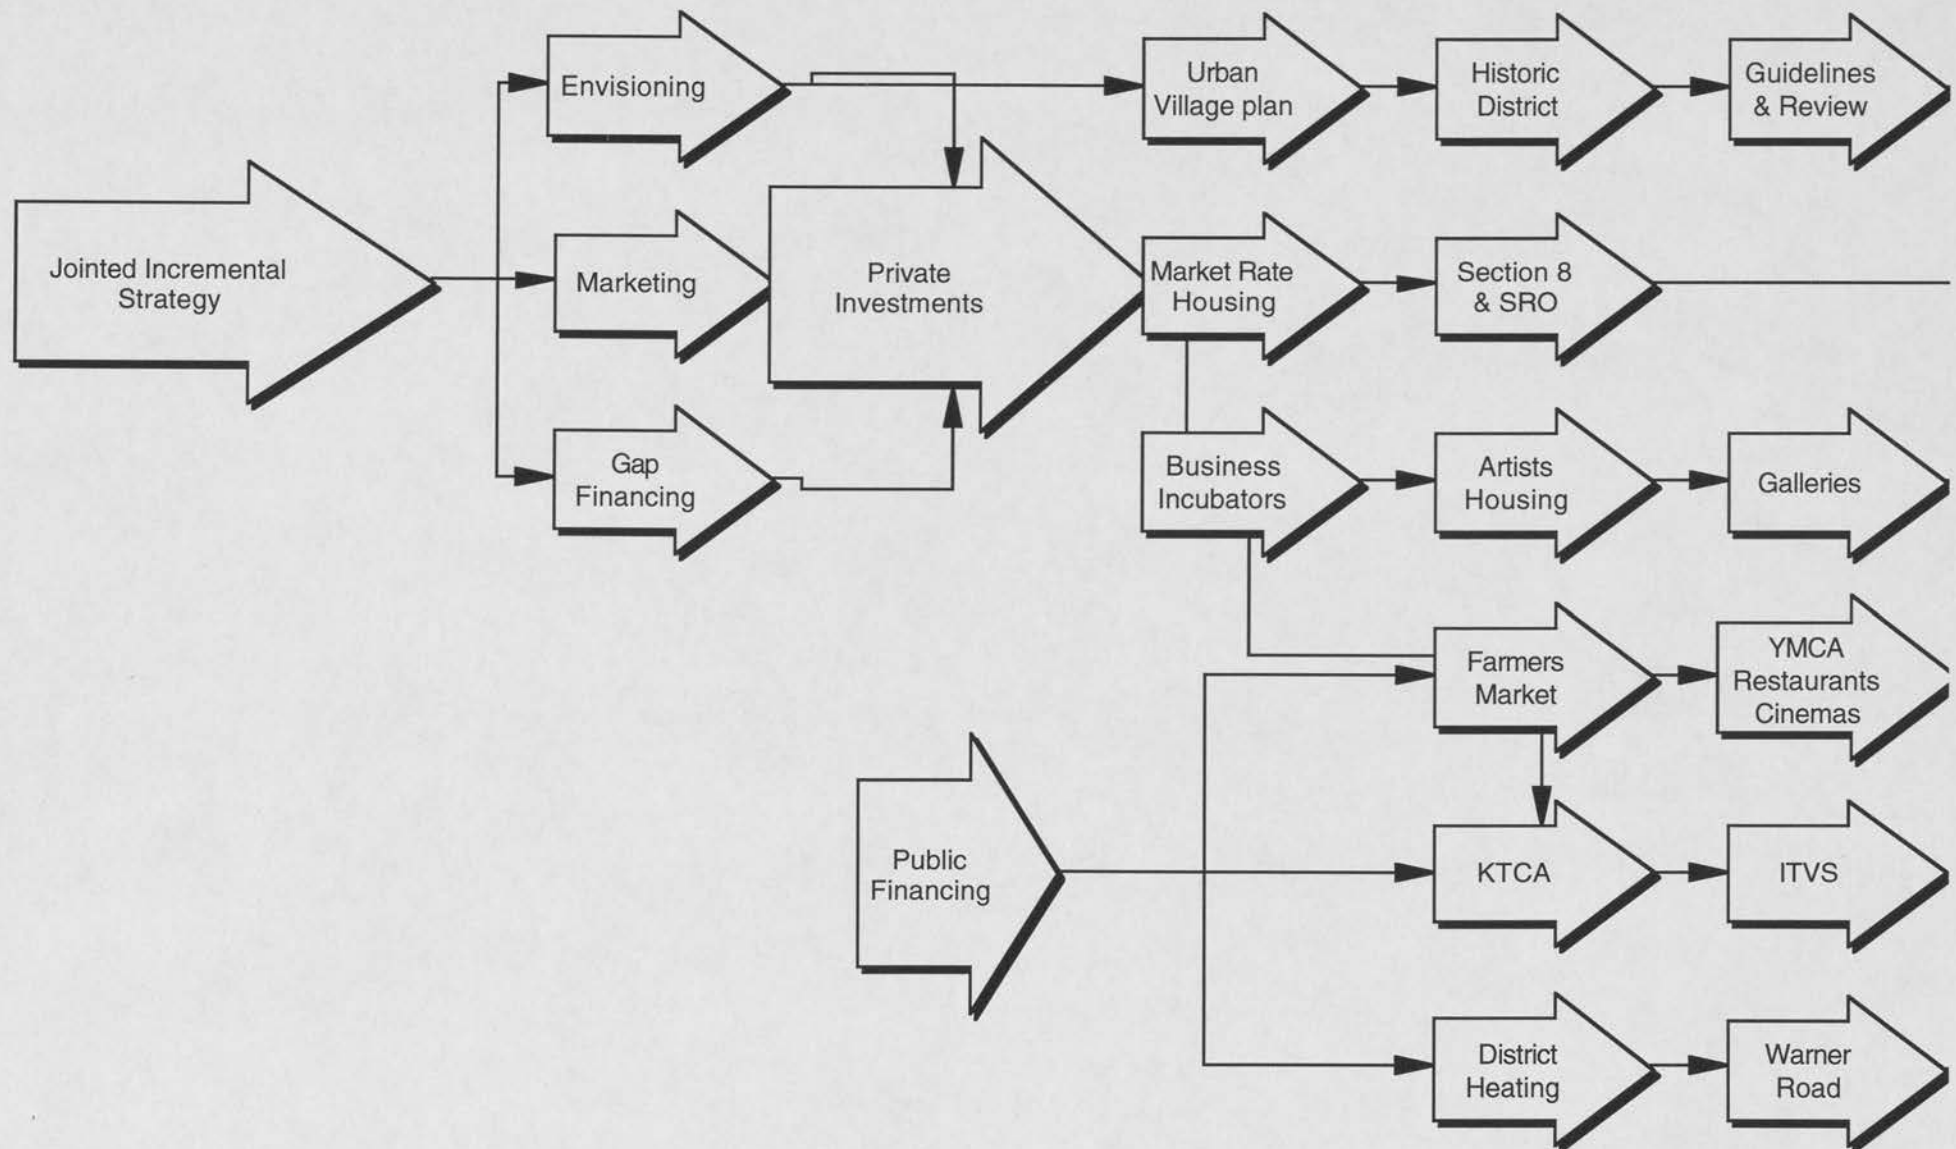 Envisioning
Urban
Village plan
Historic
District
Guidelines
& Review
Jointed Incremental
Strategy
Marketing
Private
Investments
Market Rate
Housing
Section 8
& SRO
Gap
Financing
Business
Incubators
Artists
Housing
Galleries
Farmers
Market
YMCA
Restaurants
Cinemas
Public
Financing
KTCA
ITVS
District
Heating
Warner
Road